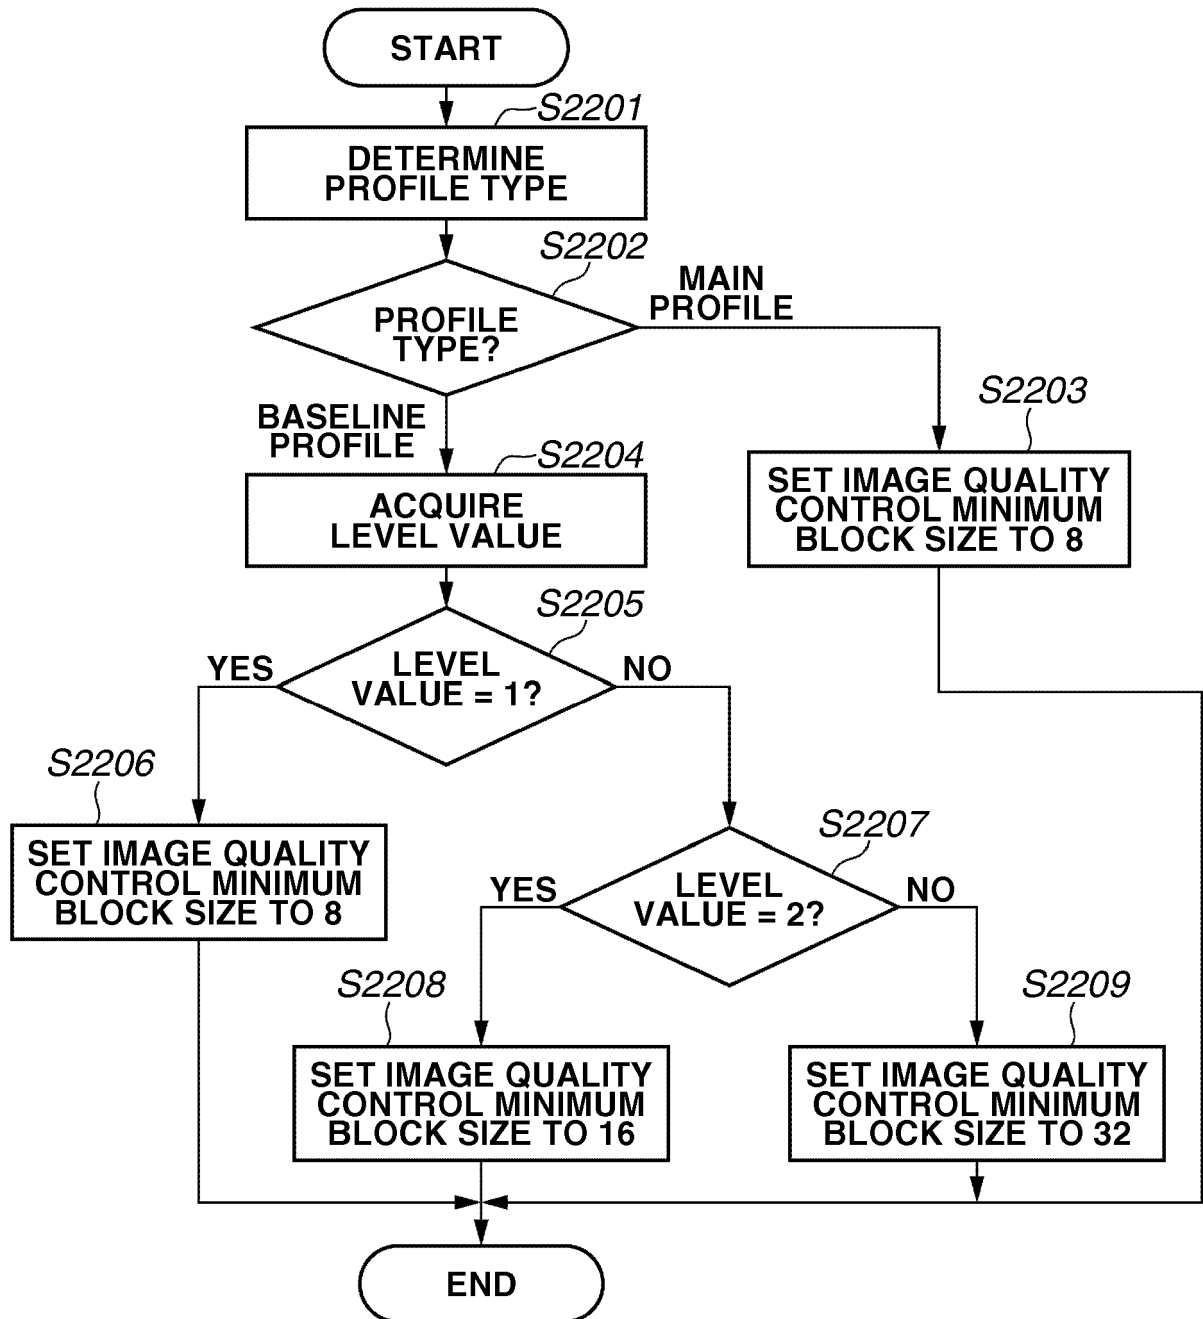 START
S2201
DETERMINE
PROFILE TYPE
S2202
PROFILE
TYPE?
MAIN
PROFILE
BASELINE
PROFILE
S2203
SET IMAGE QUALITY
CONTROL MINIMUM
BLOCK SIZE TO 8
S2204
ACQUIRE
LEVEL VALUE
S2205
LEVEL
VALUE = 1?
YES
NO
S2206
SET IMAGE QUALITY
CONTROL MINIMUM
BLOCK SIZE TO 8
S2207
LEVEL
VALUE = 2?
YES
NO
S2208
SET IMAGE QUALITY
CONTROL MINIMUM
BLOCK SIZE TO 16
S2209
SET IMAGE QUALITY
CONTROL MINIMUM
BLOCK SIZE TO 32
END